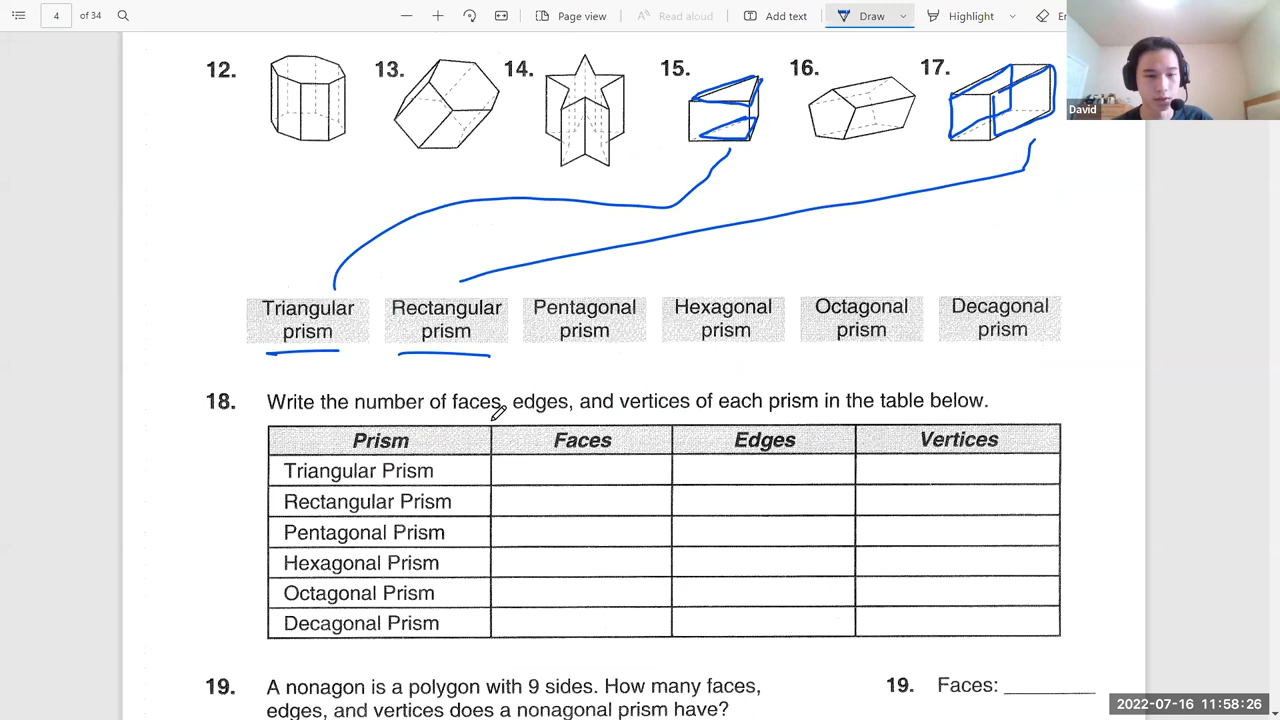 4 of 34 Page view Read aloud Add text Draw Highlight
David
12. 13. 14. 15. 16. 17.
Triangular prism
Rectangular prism
Pentagonal prism
Hexagonal prism
Octagonal prism
Decagonal prism
18. Write the number of faces, edges, and vertices of each prism in the table below.
Prism Faces Edges Vertices
Triangular Prism
Rectangular Prism
Pentagonal Prism
Hexagonal Prism
Octagonal Prism
Decagonal Prism
19. A nonagon is a polygon with 9 sides. How many faces,
edges, and vertices does a nonagonal prism have?
19. Faces:
2022-07-16 11:58:26